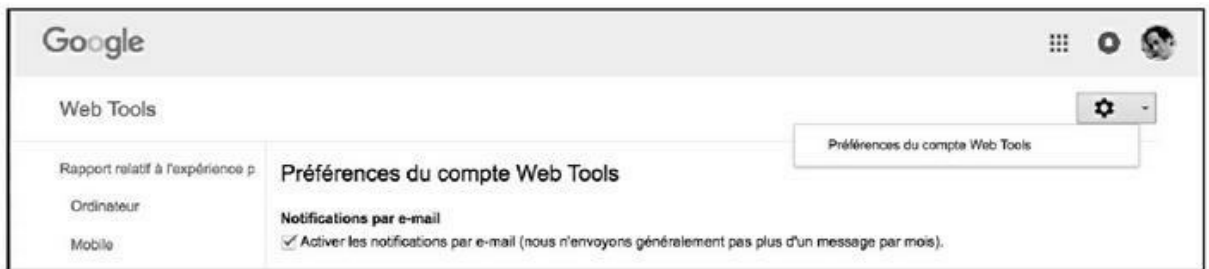 Google
Web Tools
Préférences du compte Web Tools
Rapport relatif à l'expérience p
Ordinateur
Mobile
Préférences du compte Web Tools
Notifications par e-mail
Activer les notifications par e-mail (nous n'envoyons généralement pas plus d'un message par mois).